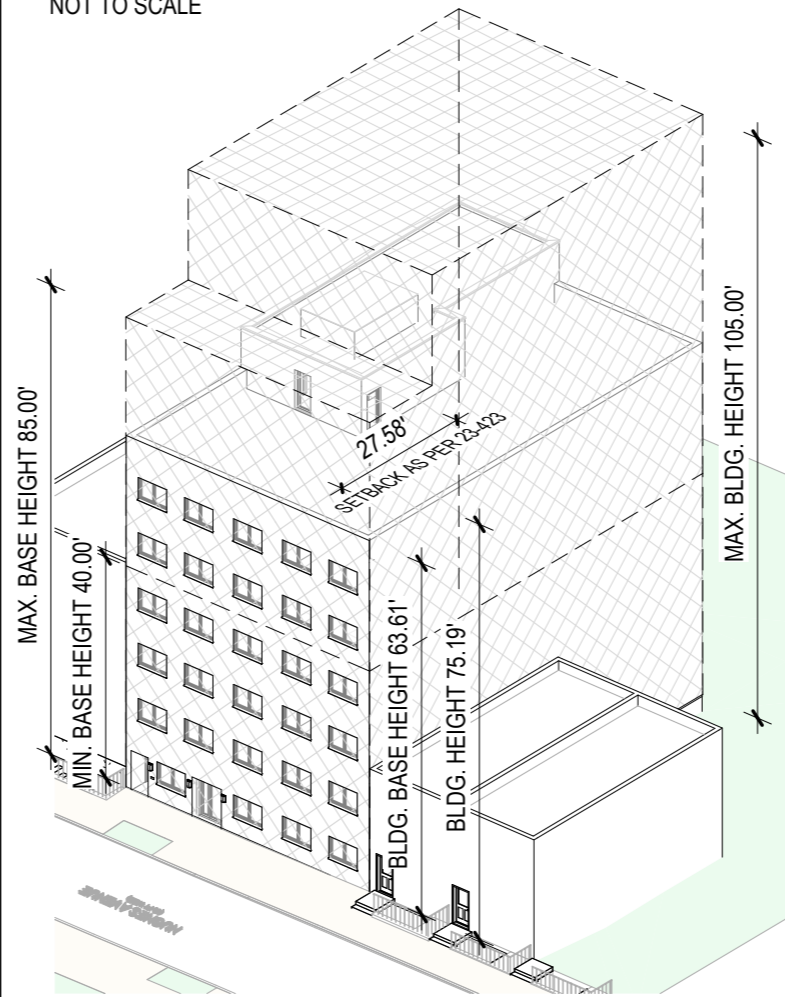 NOT TO SCALE
MAX. BLDG. HEIGHT 105.00'
MAX. BASE HEIGHT 85.00'
27.58'
SETBACK AS PER 23-423
MIN. BASE HEIGHT 40.00'
BLDG. BASE HEIGHT 63.61'
BLDG. HEIGHT 75.19'